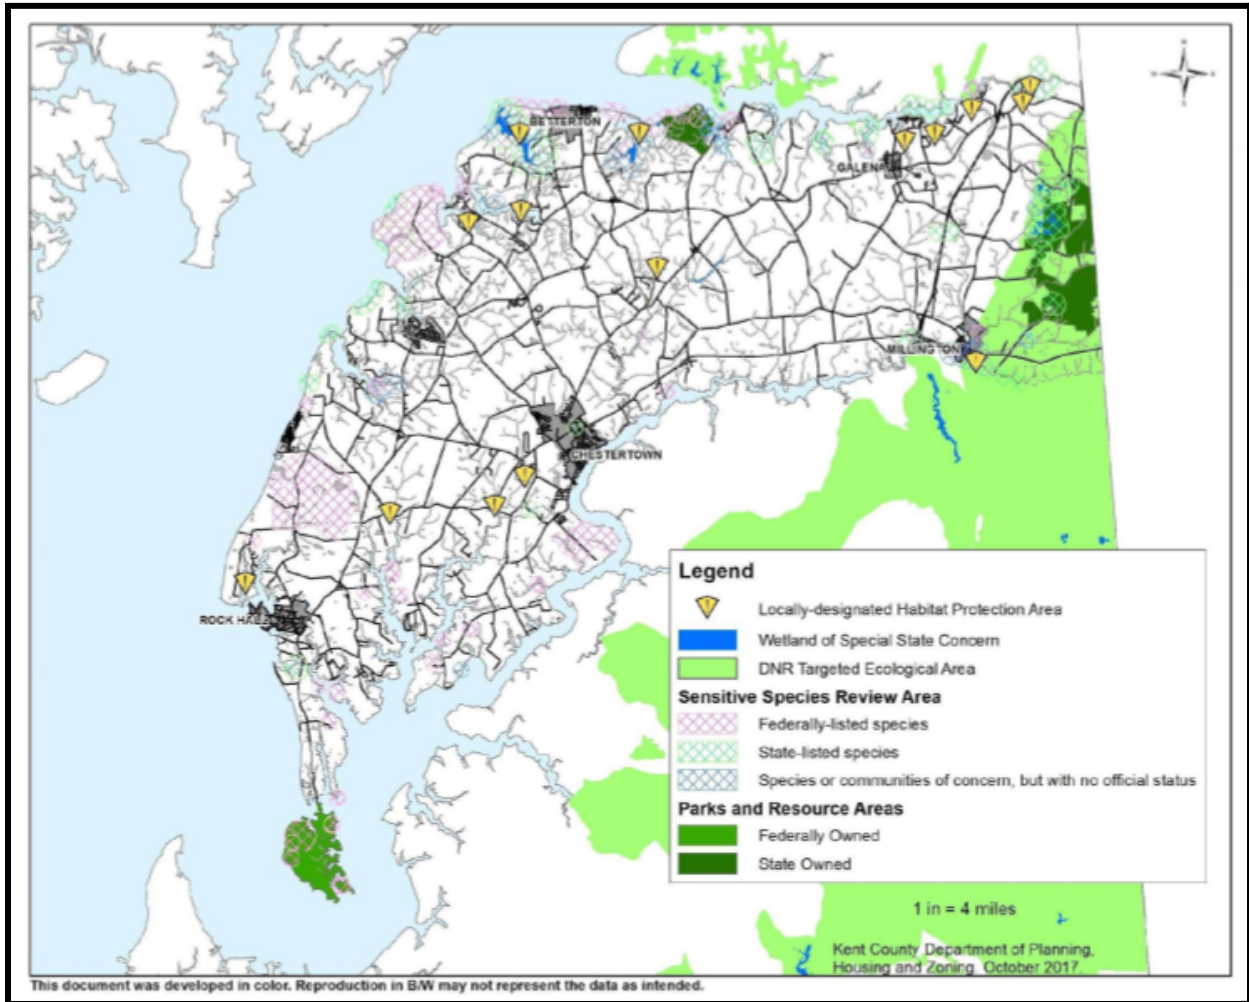 BETTERTON
GALENA
MILLINGTON
CHESTERTOWN
ROCK HALL
Legend
Locally-designated Habitat Protection Area
Wetland of Special State Concern
DNR Targeted Ecological Area
Sensitive Species Review Area
Federally-listed species
State-listed species
Species or communities of concern, but with no official status
Parks and Resource Areas
Federally Owned
State Owned
1 in = 4 miles
Kent County Department of Planning,
Housing and Zoning. October 2017.
This document was developed in color. Reproduction in B/W may not represent the data as intended.